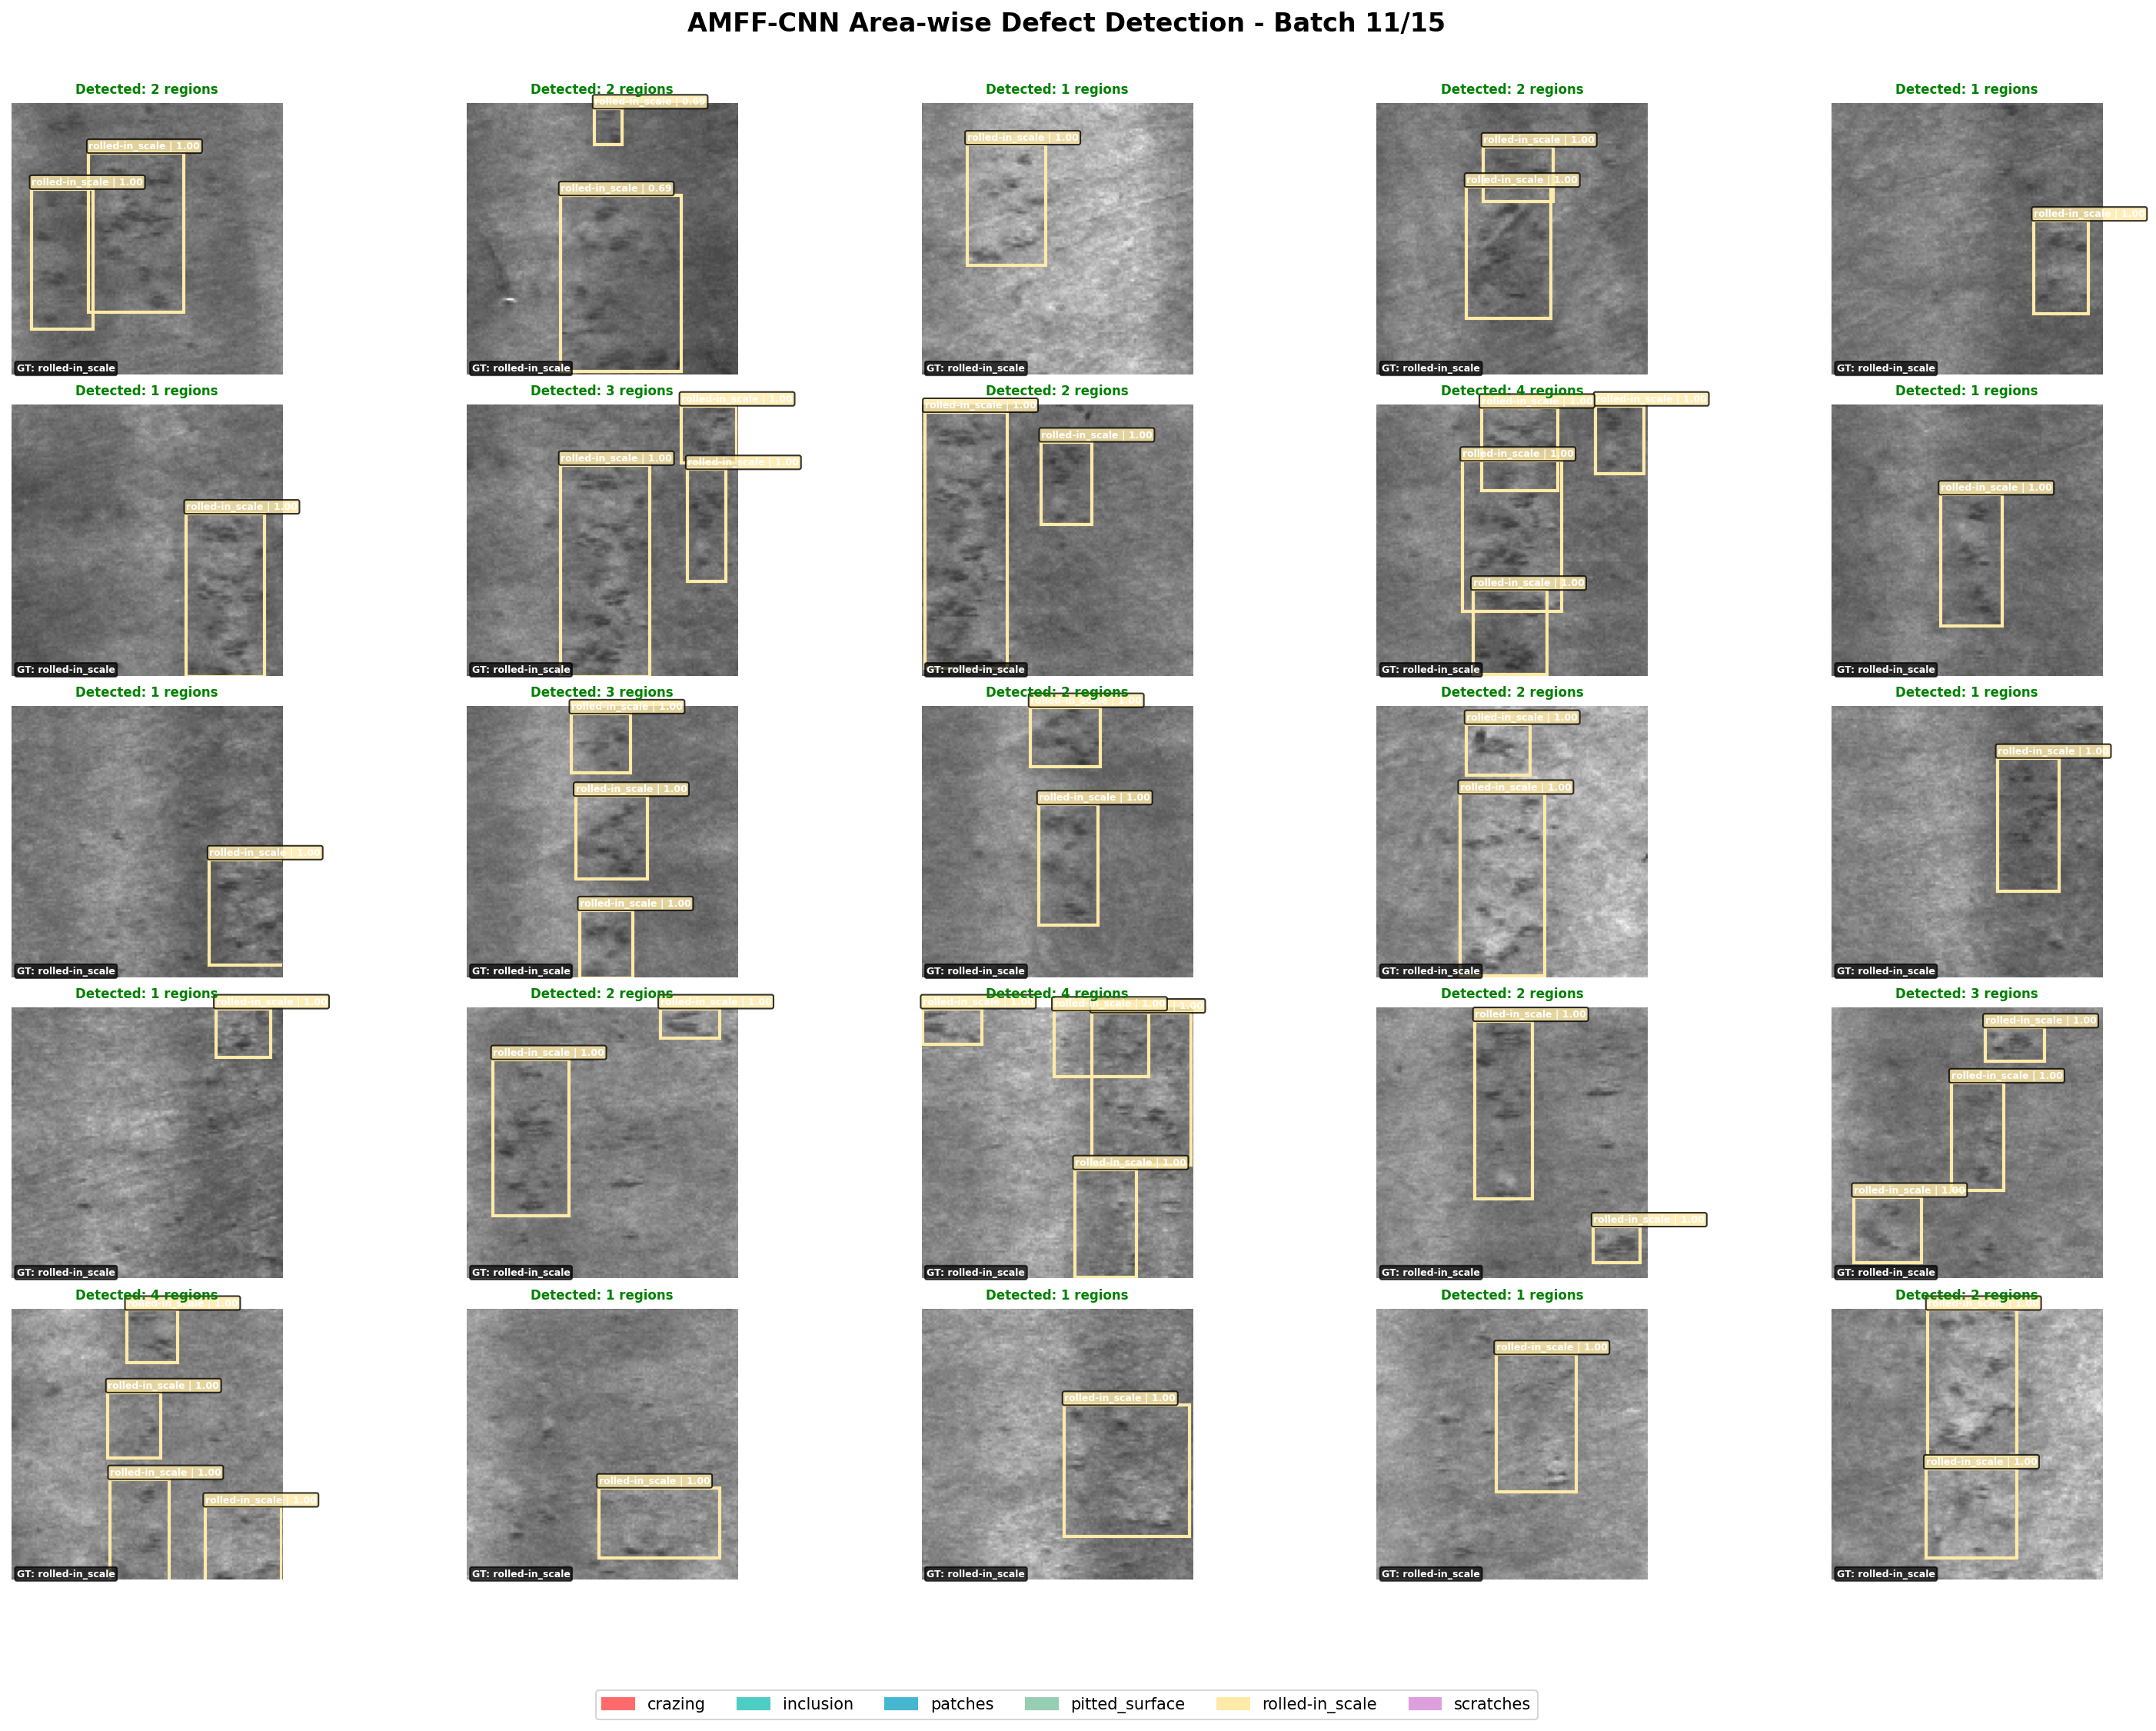 AMFF-CNN Area-wise Defect Detection - Batch 11/15
Detected: 2 regions
rolled-in_scale | 1.00
rolled-in_scale | 1.00
GT: rolled-in_scale
Detected: 2 regions
rolled-in_scale | 0.69
rolled-in_scale | 0.69
GT: rolled-in_scale
Detected: 1 regions
rolled-in_scale | 1.00
GT: rolled-in_scale
Detected: 2 regions
rolled-in_scale | 1.00
rolled-in_scale | 1.00
GT: rolled-in_scale
Detected: 1 regions
rolled-in_scale | 1.00
GT: rolled-in_scale
Detected: 1 regions
rolled-in_scale | 1.00
GT: rolled-in_scale
Detected: 3 regions
rolled-in_scale | 1.00
rolled-in_scale | 1.00
rolled-in_scale | 1.00
GT: rolled-in_scale
Detected: 2 regions
rolled-in_scale | 1.00
rolled-in_scale | 1.00
GT: rolled-in_scale
Detected: 4 regions
rolled-in_scale | 1.00
rolled-in_scale | 1.00
rolled-in_scale | 1.00
rolled-in_scale | 1.00
GT: rolled-in_scale
Detected: 1 regions
rolled-in_scale | 1.00
GT: rolled-in_scale
Detected: 1 regions
rolled-in_scale | 1.00
GT: rolled-in_scale
Detected: 3 regions
rolled-in_scale | 1.00
rolled-in_scale | 1.00
rolled-in_scale | 1.00
GT: rolled-in_scale
Detected: 2 regions
rolled-in_scale | 1.00
rolled-in_scale | 1.00
GT: rolled-in_scale
Detected: 2 regions
rolled-in_scale | 1.00
rolled-in_scale | 1.00
GT: rolled-in_scale
Detected: 1 regions
rolled-in_scale | 1.00
GT: rolled-in_scale
Detected: 1 regions
rolled-in_scale | 1.00
GT: rolled-in_scale
Detected: 2 regions
rolled-in_scale | 1.00
rolled-in_scale | 1.00
GT: rolled-in_scale
Detected: 4 regions
rolled-in_scale | 1.00
rolled-in_scale | 1.00
| 1.00
rolled-in_scale | 1.00
GT: rolled-in_scale
Detected: 2 regions
rolled-in_scale | 1.00
rolled-in_scale | 1.00
GT: rolled-in_scale
Detected: 3 regions
rolled-in_scale | 1.00
rolled-in_scale | 1.00
rolled-in_scale | 1.00
GT: rolled-in_scale
Detected: 4 regions
rolled-in_scale | 1.00
rolled-in_scale | 1.00
rolled-in_scale | 1.00
rolled-in_scale | 1.00
GT: rolled-in_scale
Detected: 1 regions
rolled-in_scale | 1.00
GT: rolled-in_scale
Detected: 1 regions
rolled-in_scale | 1.00
GT: rolled-in_scale
Detected: 1 regions
rolled-in_scale | 1.00
GT: rolled-in_scale
Detected: 2 regions
rolled-in_scale | 1.00
rolled-in_scale | 1.00
GT: rolled-in_scale
crazing inclusion patches pitted_surface rolled-in_scale scratches